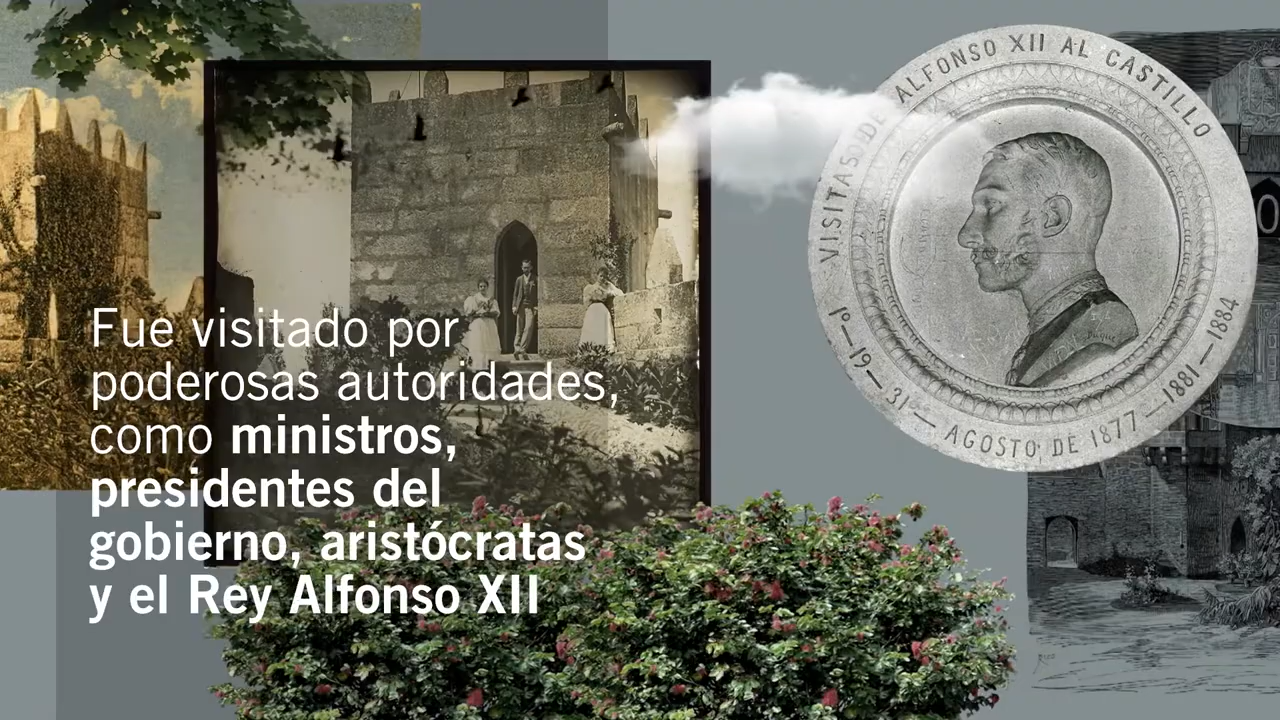 Fue visitado por
poderosas autoridades,
como ministros,
presidentes del
gobierno, aristócratas
y el Rey Alfonso XII
VISITAS DE ALFONSO XII AL CASTILLO
1º—19—31—AGOSTO DE 1877—1881—1884